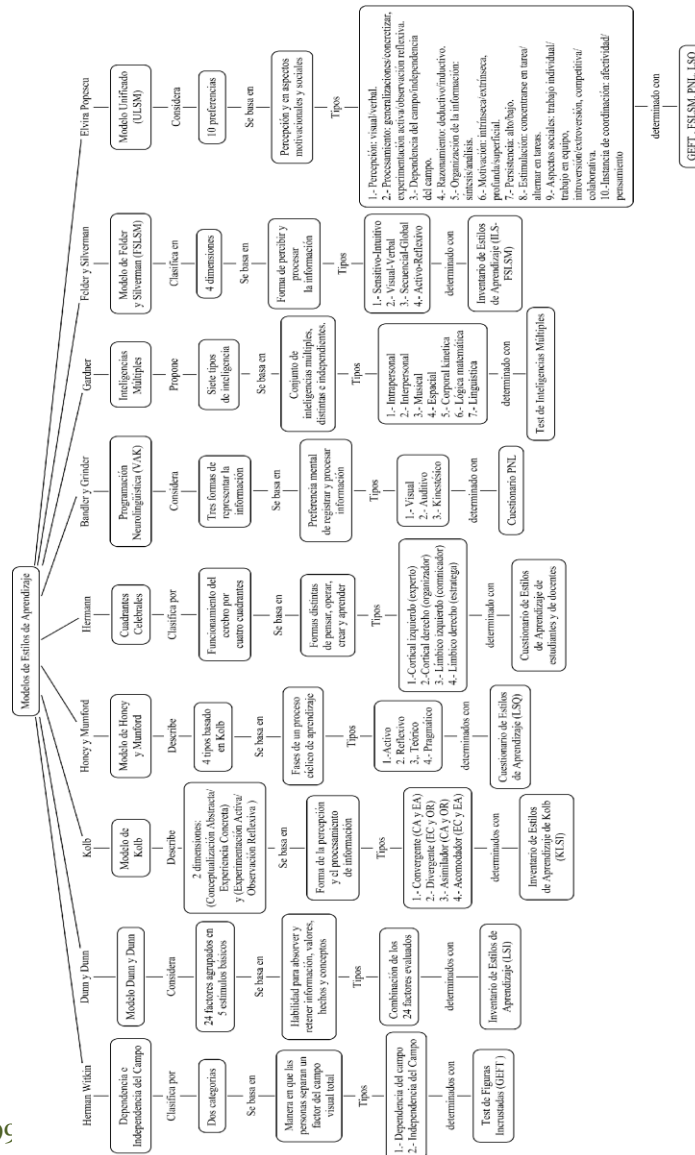 Modelos de Estilos de Aprendizaje
Herman Witkin
Dependencia e
Independencia del Campo
Clasifica por
Dos categorias
Se basa en
Manera en que las
personas separan un
factor del campo
visual total
Tipos
1.- Dependencia del campo
2.- Independencia del Campo
determinados con
Test de Figuras
Incrustadas (GEFT )
Dunn y Dunn
Modelo Dunn y Dunn
Considera
24 factores agrupados en
5 estímulos básicos
Se basa en
Habilidad para absorver y
retener información, valores,
hechos y conceptos
Tipos
Combinación de los
24 factores evaluados
determinados con
Inventario de Estilos de
Aprendizaje (LSI)
Kolb
Modelo de
Kolb
Describe
2 dimensiones:
(Conceptualización Abstracta/
Experiencia Concreta)
y (Experimentación Activa/
Observación Reflexiva )
Se basa en
Forma de la percepción
y el procesamiento
de información
Tipos
1.- Convergente (CA y EA)
2.- Divergente (EC y OR)
3.- Asimilador (CA y OR)
4.- Acomodador (EC y EA)
determinados con
Inventario de Estilos
de Aprendizaje de Kolb
(KLSI)
Honey y Mumford
Modelo de Honey
y Munford
Describe
4 tipos basado
en Kolb
Se basa en
Fases de un proceso
cíclico de aprendizaje
Tipos
1.-Activo
2. Reflexivo
3,. Teórico
4.- Pragmático
determinados con
Cuestionario de Estilos
de Aprendizaje (LSQ)
Hermann
Cuadrantes
Celebrales
Clasifica por
Funcionamiento del
cerebro por
cuatro cuadrantes
Se basa en
Formas distintas
de pensar, operar,
crear y aprender
Tipos
1.-Cortical izquierdo (experto)
2.-Cortical derecho (organizador)
3.- Límbico izquierdo (comnicador)
4.- Límbico derecho (estratega)
determinado con
Cuestionario de Estilos
de Aprendizaje de
estudiantes y de docentes
Bandler y Grinder
Programación
Neurolingüística (VAK)
Considera
Tres formas de
representar la
información
Se basa en
Preferencia mental
de registrar y procesar
información
Tipos
1.- Visual
2.- Auditivo
3.- Kinestésico
determinado con
Cuestionario PNL
Gardner
Inteligencias
Múltiples
Propone
Siete tipos
de inteligencia
Se basa en
Conjunto de
inteligencias multiples,
distintas e independientes.
Tipos
1.- Intrapersonal
2.- Interpersonal
3.- Musical
4.- Espacial
5.- Corporal kinetica
6.- Lógica matemática
7.- Linguistica
determinado con
Test de Inteligencias Múltiples
Felder y Silverman
Modelo de Felder
y Silverman (FSLSM)
Clasifica en
4 dimensiones
Se basa en
Forma de percibir y
procesar
la información
Tipos
1.- Sensitivo-Intuitivo
2.- Visual-Verbal
3.- Secuencial-Global
4.- Activo-Reflexivo
determinado con
Inventario de Estilos
de Aprendizaje (ILS-
FSLSM)
Elvira Popescu
Modelo Unificado
(ULSM)
Considera
10 preferencias
Se basa en
Percepción y en aspectos
motivacionales y sociales
Tipos
1.- Percepción: visual/verbal.
2.- Procesamiento: generalizaciones/concretizar,
experimentacion activa/observación reflexiva.
3.- Dependencia del campo/independencia
del campo.
4.- Razonamiento: deductivo/inductivo.
5.- Organizacion de la información:
sintesis/analisis.
6.- Motivación: intrínseca/extrínseca,
profunda/superficial.
7.- Persistencia: alto/bajo.
8.- Estimulación: concentrarse en tarea/
alternar en tareas.
9.- Aspectos sociales: trabajo individual/
trabajo en equipo,
introversión/extroversión, competitiva/
colaborativa.
10.-Instancia de coordinación: afectividad/
pensamiento
determinado con
GEFT , FSLSM, PNL, LSQ